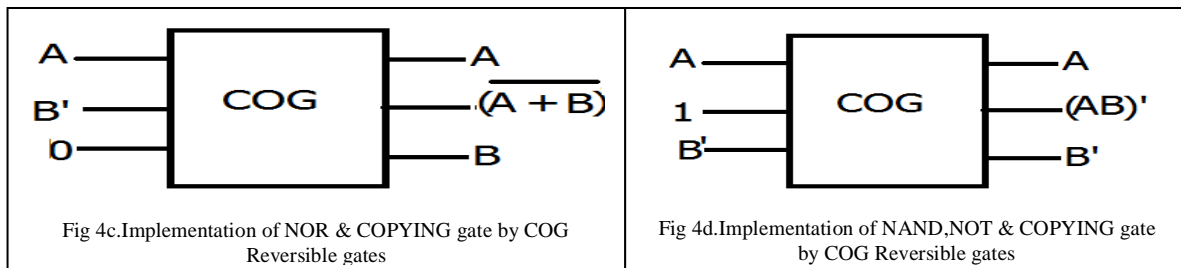 A
B'
0
COG
A
(A + B)
B
Fig 4c.Implementation of NOR & COPYING gate by COG
Reversible gates
A
1
B'
COG
A
(AB)'
B'
Fig 4d.Implementation of NAND,NOT & COPYING gate
by COG Reversible gates